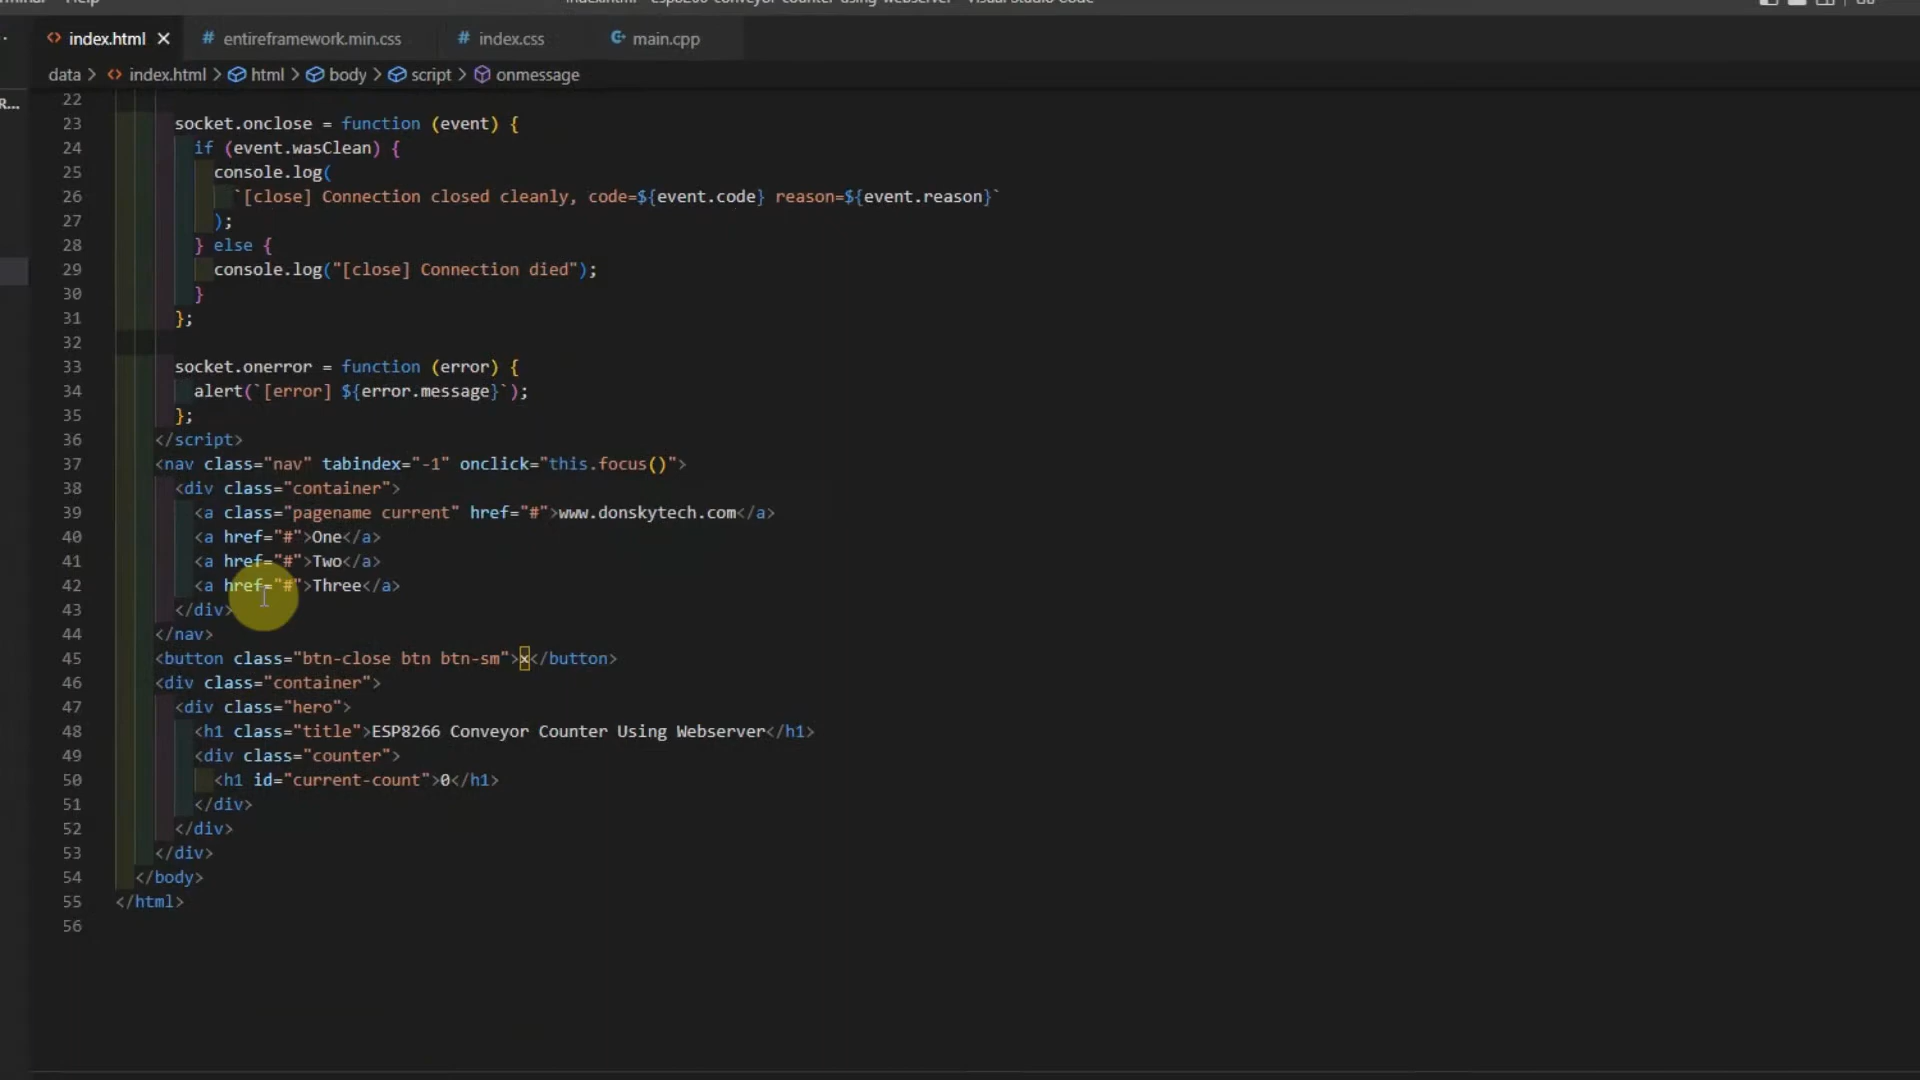 Help
index.html
entireframework.min.css
index.css
main.cpp
data > index.html > html > body > script > onmessage
R...
22
23 socket.onclose = function (event) {
24 if (event.wasClean) {
25 console.log(
26 `[close] Connection closed cleanly, code=${event.code} reason=${event.reason}`
27 );
28 } else {
29 console.log("[close] Connection died");
30 }
31 };
32
33 socket.onerror = function (error) {
34 alert(`[error] ${error.message}`);
35 };
36 </script>
37 <nav class="nav" tabindex="-1" onclick="this.focus()">
38 <div class="container">
39 <a class="pagename current" href="#">www.donskytech.com</a>
40 <a href="#">One</a>
41 <a href="#">Two</a>
42 <a href="#">Three</a>
43 </div>
44 </nav>
45 <button class="btn-close btn btn-sm">×</button>
46 <div class="container">
47 <div class="hero">
48 <h1 class="title">ESP8266 Conveyor Counter Using Webserver</h1>
49 <div class="counter">
50 <h1 id="current-count">0</h1>
51 </div>
52 </div>
53 </div>
54 </body>
55 </html>
56